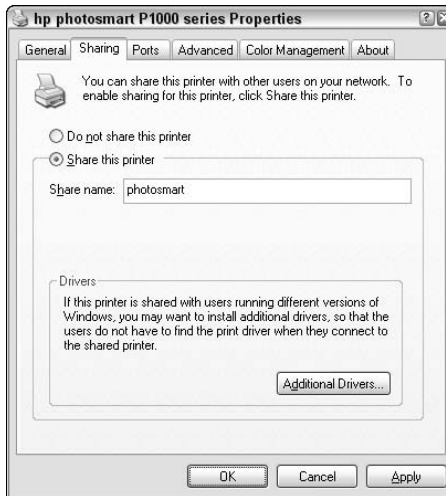 hp photosmart P1000 series Properties
General Sharing Ports Advanced Color Management About
You can share this printer with other users on your network. To
enable sharing for this printer, click Share this printer.
Do not share this printer
Share this printer
Share name: photosmart
Drivers
If this printer is shared with users running different versions of
Windows, you may want to install additional drivers, so that the
users do not have to find the print driver when they connect to
the shared printer.
Additional Drivers...
OK Cancel Apply